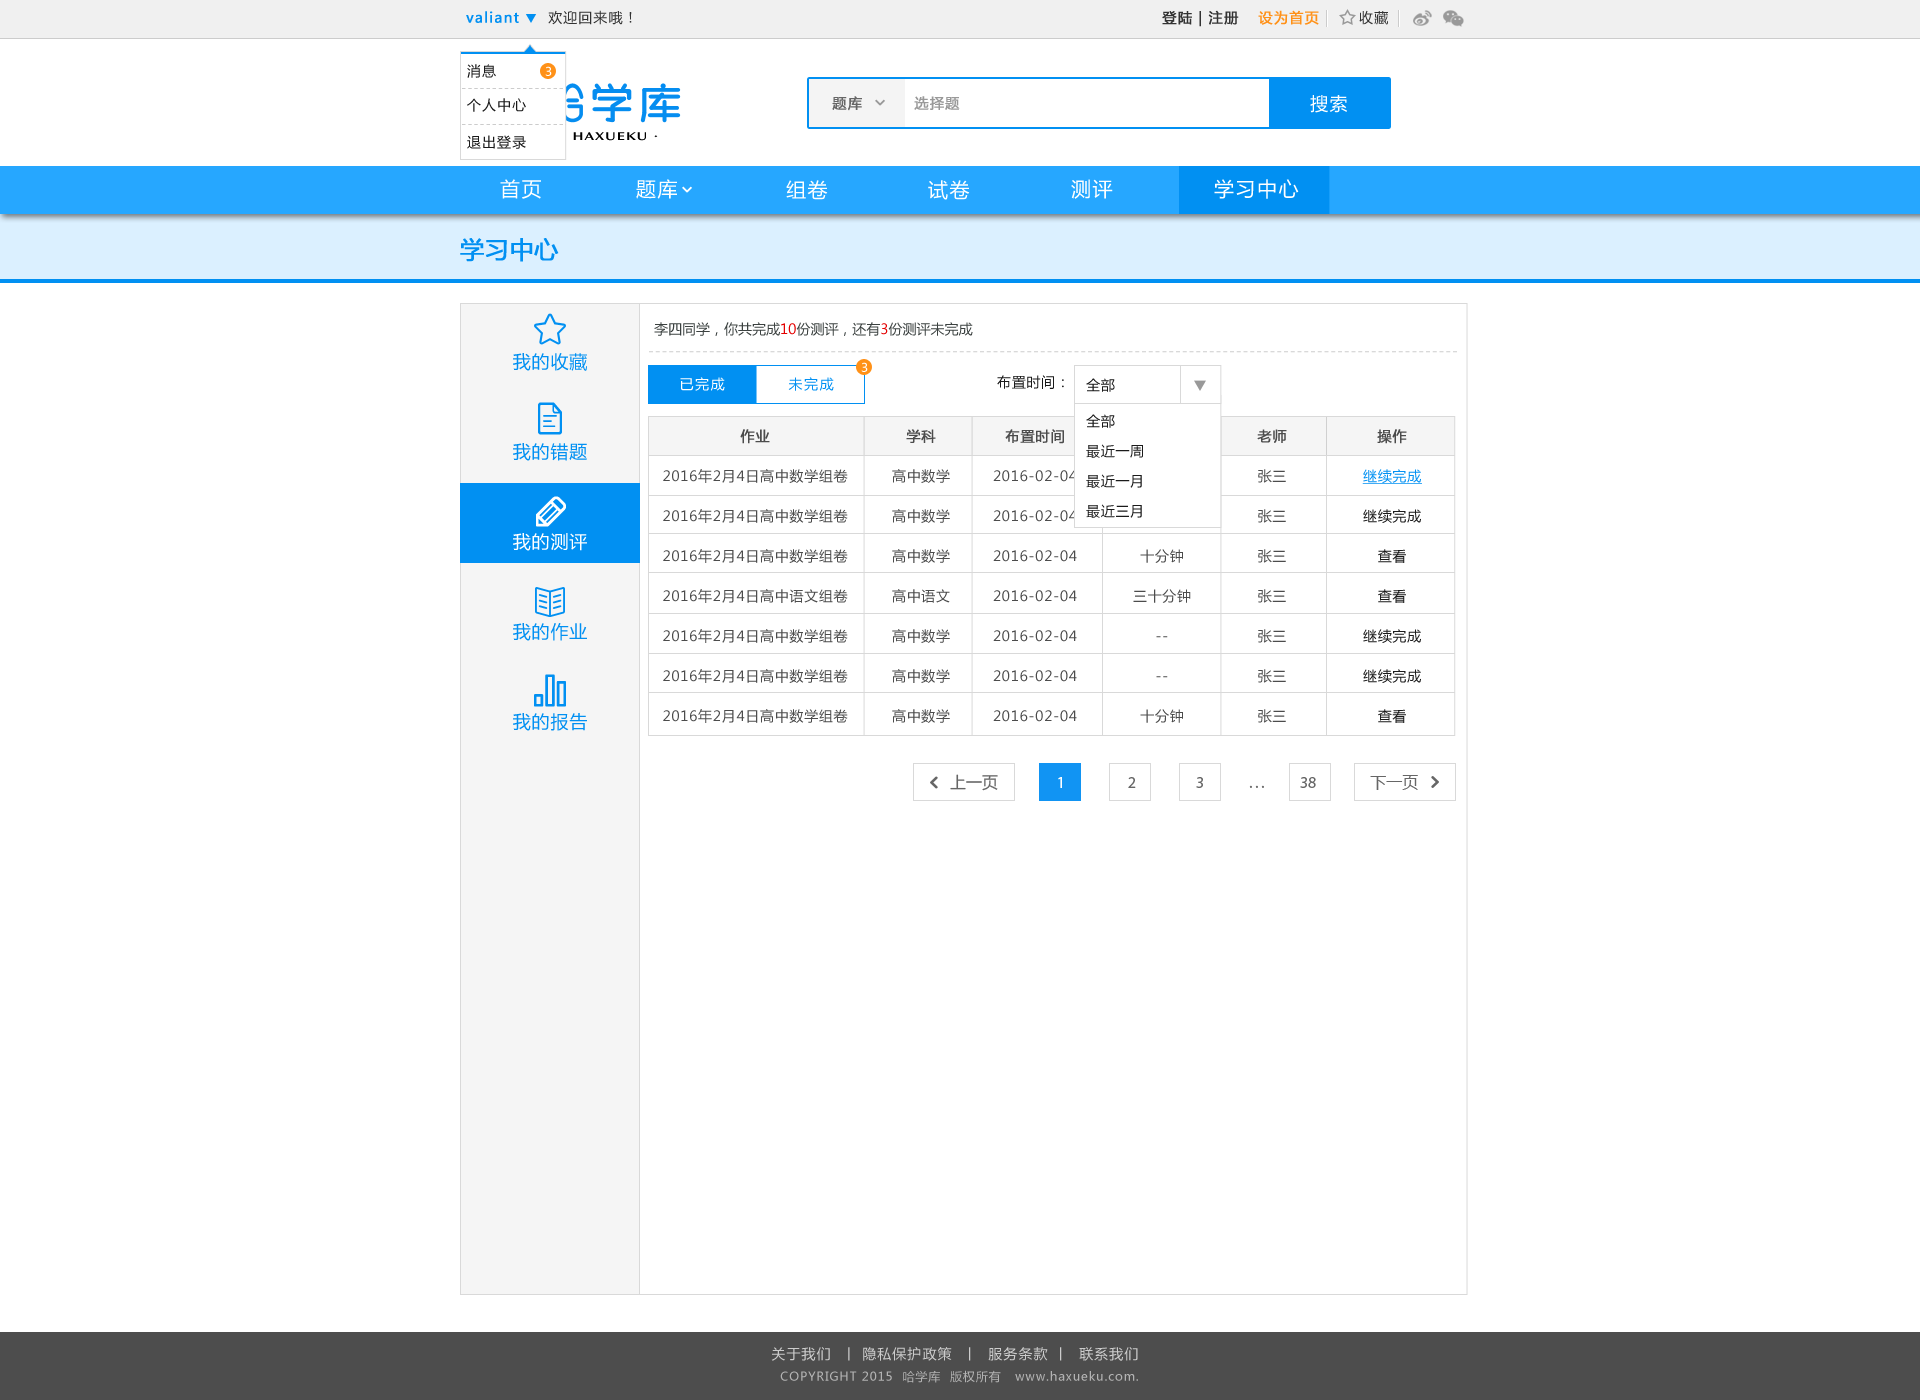 valiant ▼ 欢迎回来哦！ 登陆 | 注册 设为首页 收藏
消息 3
个人中心
退出登录
哈学库
HAXUEKU ·
题库 选择题 搜索
首页 题库 组卷 试卷 测评 学习中心
学习中心
我的收藏
我的错题
我的测评
我的作业
我的报告
李四同学，你共完成10份测评，还有3份测评未完成
已完成 未完成 3 布置时间： 全部 ▼
全部
最近一周
最近一月
最近三月
作业 学科 布置时间 老师 操作
2016年2月4日高中数学组卷 高中数学 2016-02-04 张三 继续完成
2016年2月4日高中数学组卷 高中数学 2016-02-04 张三 继续完成
2016年2月4日高中数学组卷 高中数学 2016-02-04 十分钟 张三 查看
2016年2月4日高中语文组卷 高中语文 2016-02-04 三十分钟 张三 查看
2016年2月4日高中数学组卷 高中数学 2016-02-04 -- 张三 继续完成
2016年2月4日高中数学组卷 高中数学 2016-02-04 -- 张三 继续完成
2016年2月4日高中数学组卷 高中数学 2016-02-04 十分钟 张三 查看
上一页 1 2 3 ... 38 下一页
关于我们 | 隐私保护政策 | 服务条款 | 联系我们
COPYRIGHT 2015 哈学库 版权所有 www.haxueku.com.